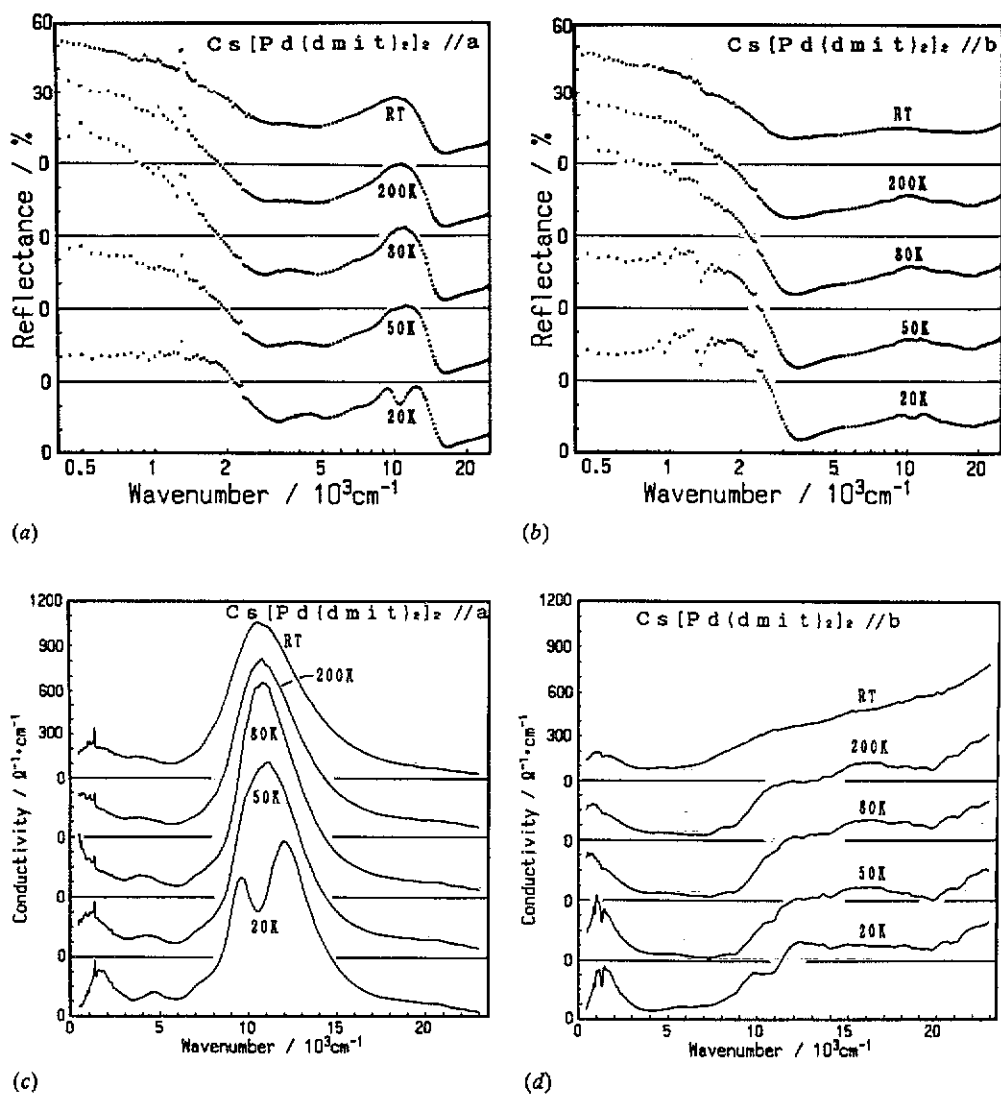 60
30
0
0
0
0
0
Reflectance / %
Cs[Pd(dmit)₂]₂ //a
RT
200K
80K
50K
20K
0.5 1 2 5 10 20
Wavenumber / 10³cm⁻¹
(a)
60
30
0
0
0
0
0
Reflectance / %
Cs[Pd(dmit)₂]₂ //b
RT
200K
80K
50K
20K
0.5 1 2 5 10 20
Wavenumber / 10³cm⁻¹
(b)
1200
900
600
300
0
0
0
0
0
Conductivity / Ω⁻¹·cm⁻¹
Cs[Pd(dmit)₂]₂ //a
RT
200K
80K
50K
20K
0 5 10 15 20
Wavenumber / 10³cm⁻¹
(c)
1200
900
600
300
0
0
0
0
0
Conductivity / Ω⁻¹·cm⁻¹
Cs[Pd(dmit)₂]₂ //b
RT
200K
80K
50K
20K
0 5 10 15 20
Wavenumber / 10³cm⁻¹
(d)